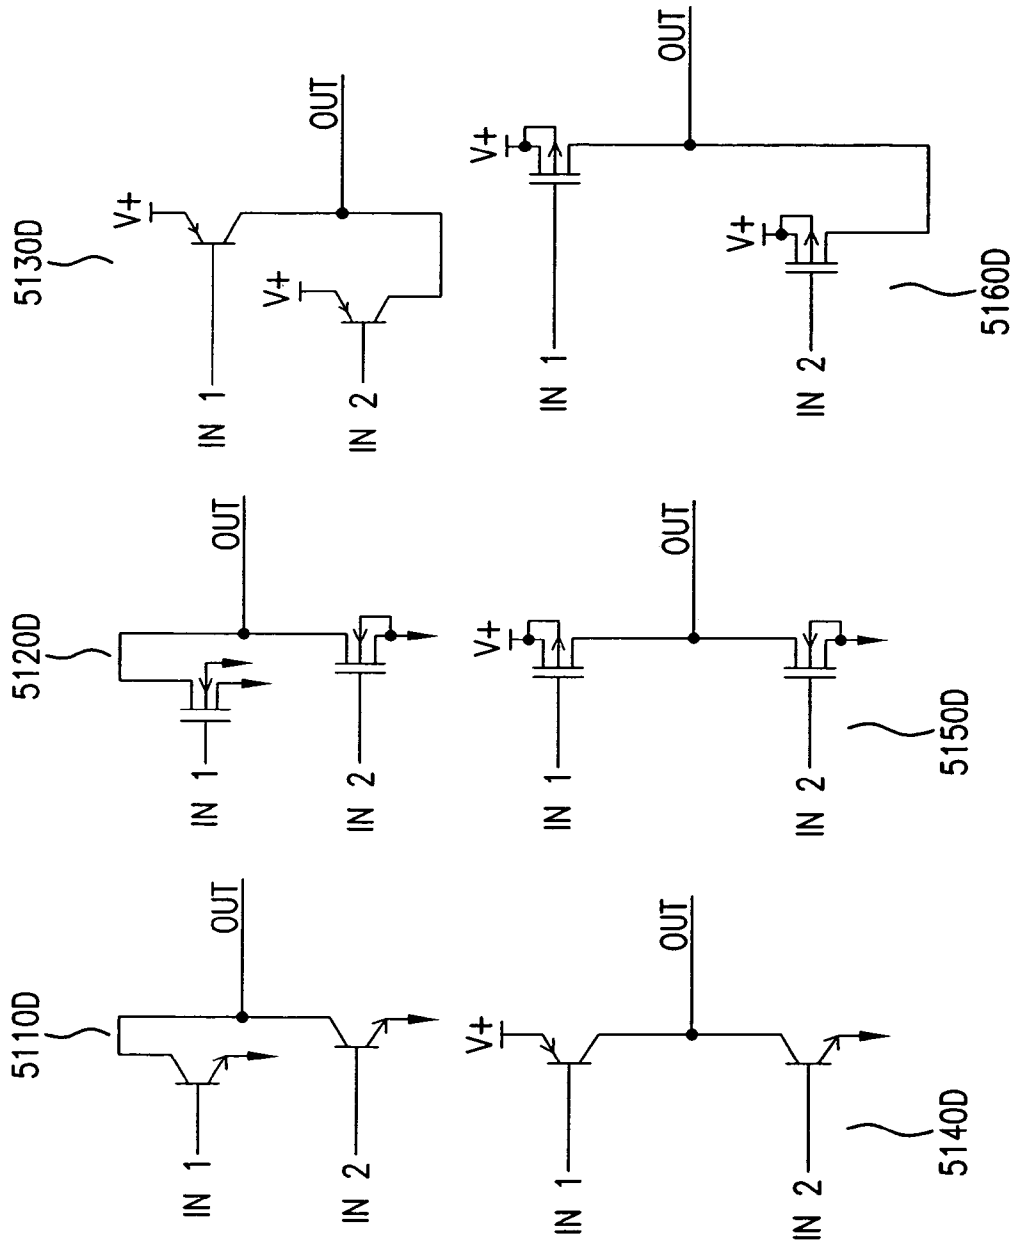 5110D
IN 1
OUT
IN 2
5120D
IN 1
OUT
IN 2
5130D
V+
IN 1
V+
OUT
IN 2
V+
IN 1
OUT
IN 2
5140D
V+
IN 1
OUT
IN 2
5150D
V+
IN 1
OUT
V+
IN 2
5160D